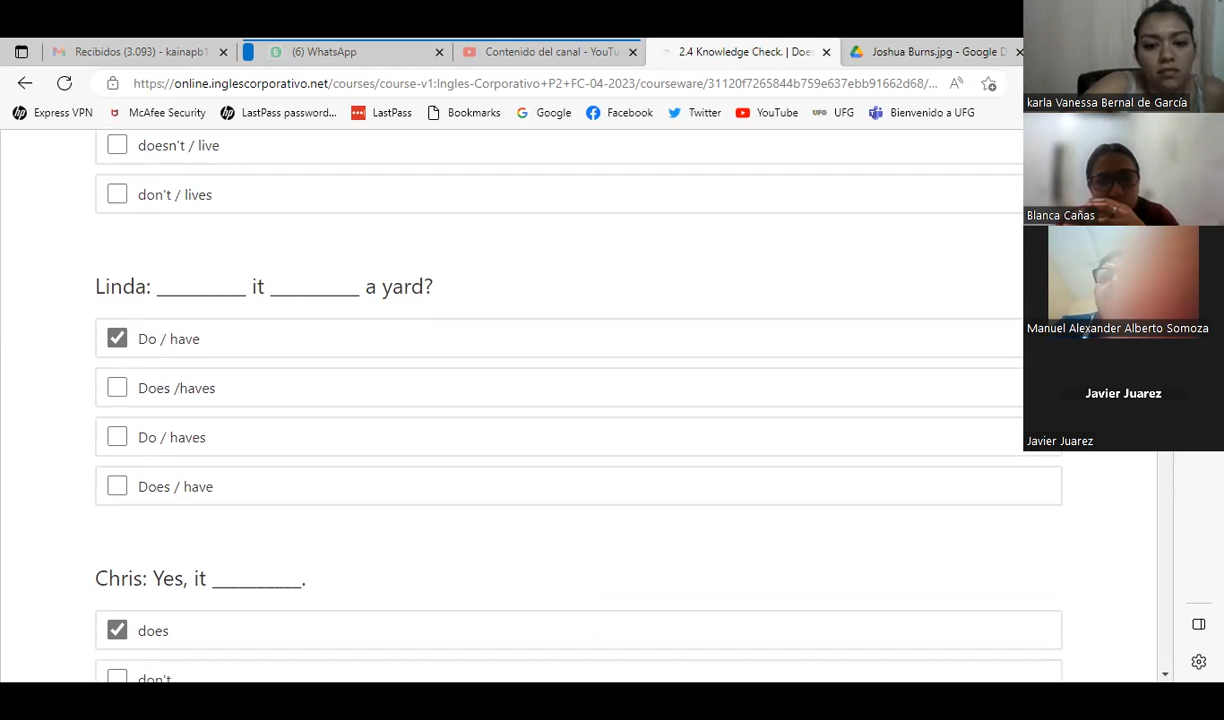 Recibidos (3.093) - kainapb1
(6) WhatsApp
Contenido del canal - YouTu
2.4 Knowledge Check. | Doe
Joshua Burns.jpg - Google D
https://online.inglescorporativo.net/courses/course-v1:Ingles-Corporativo+P2+FC-04-2023/courseware/31120f7265844b759e637ebb91662d68/...
Express VPN
McAfee Security
LastPass password...
LastPass
Bookmarks
Google
Facebook
Twitter
YouTube
UFG
Bienvenido a UFG
doesn't / live
don't / lives
Linda: __________ it __________ a yard?
Do / have
Does /haves
Do / haves
Does / have
Chris: Yes, it __________.
does
don't
karla Vanessa Bernal de García
Blanca Cañas
Manuel Alexander Alberto Somoza
Javier Juarez
Javier Juarez